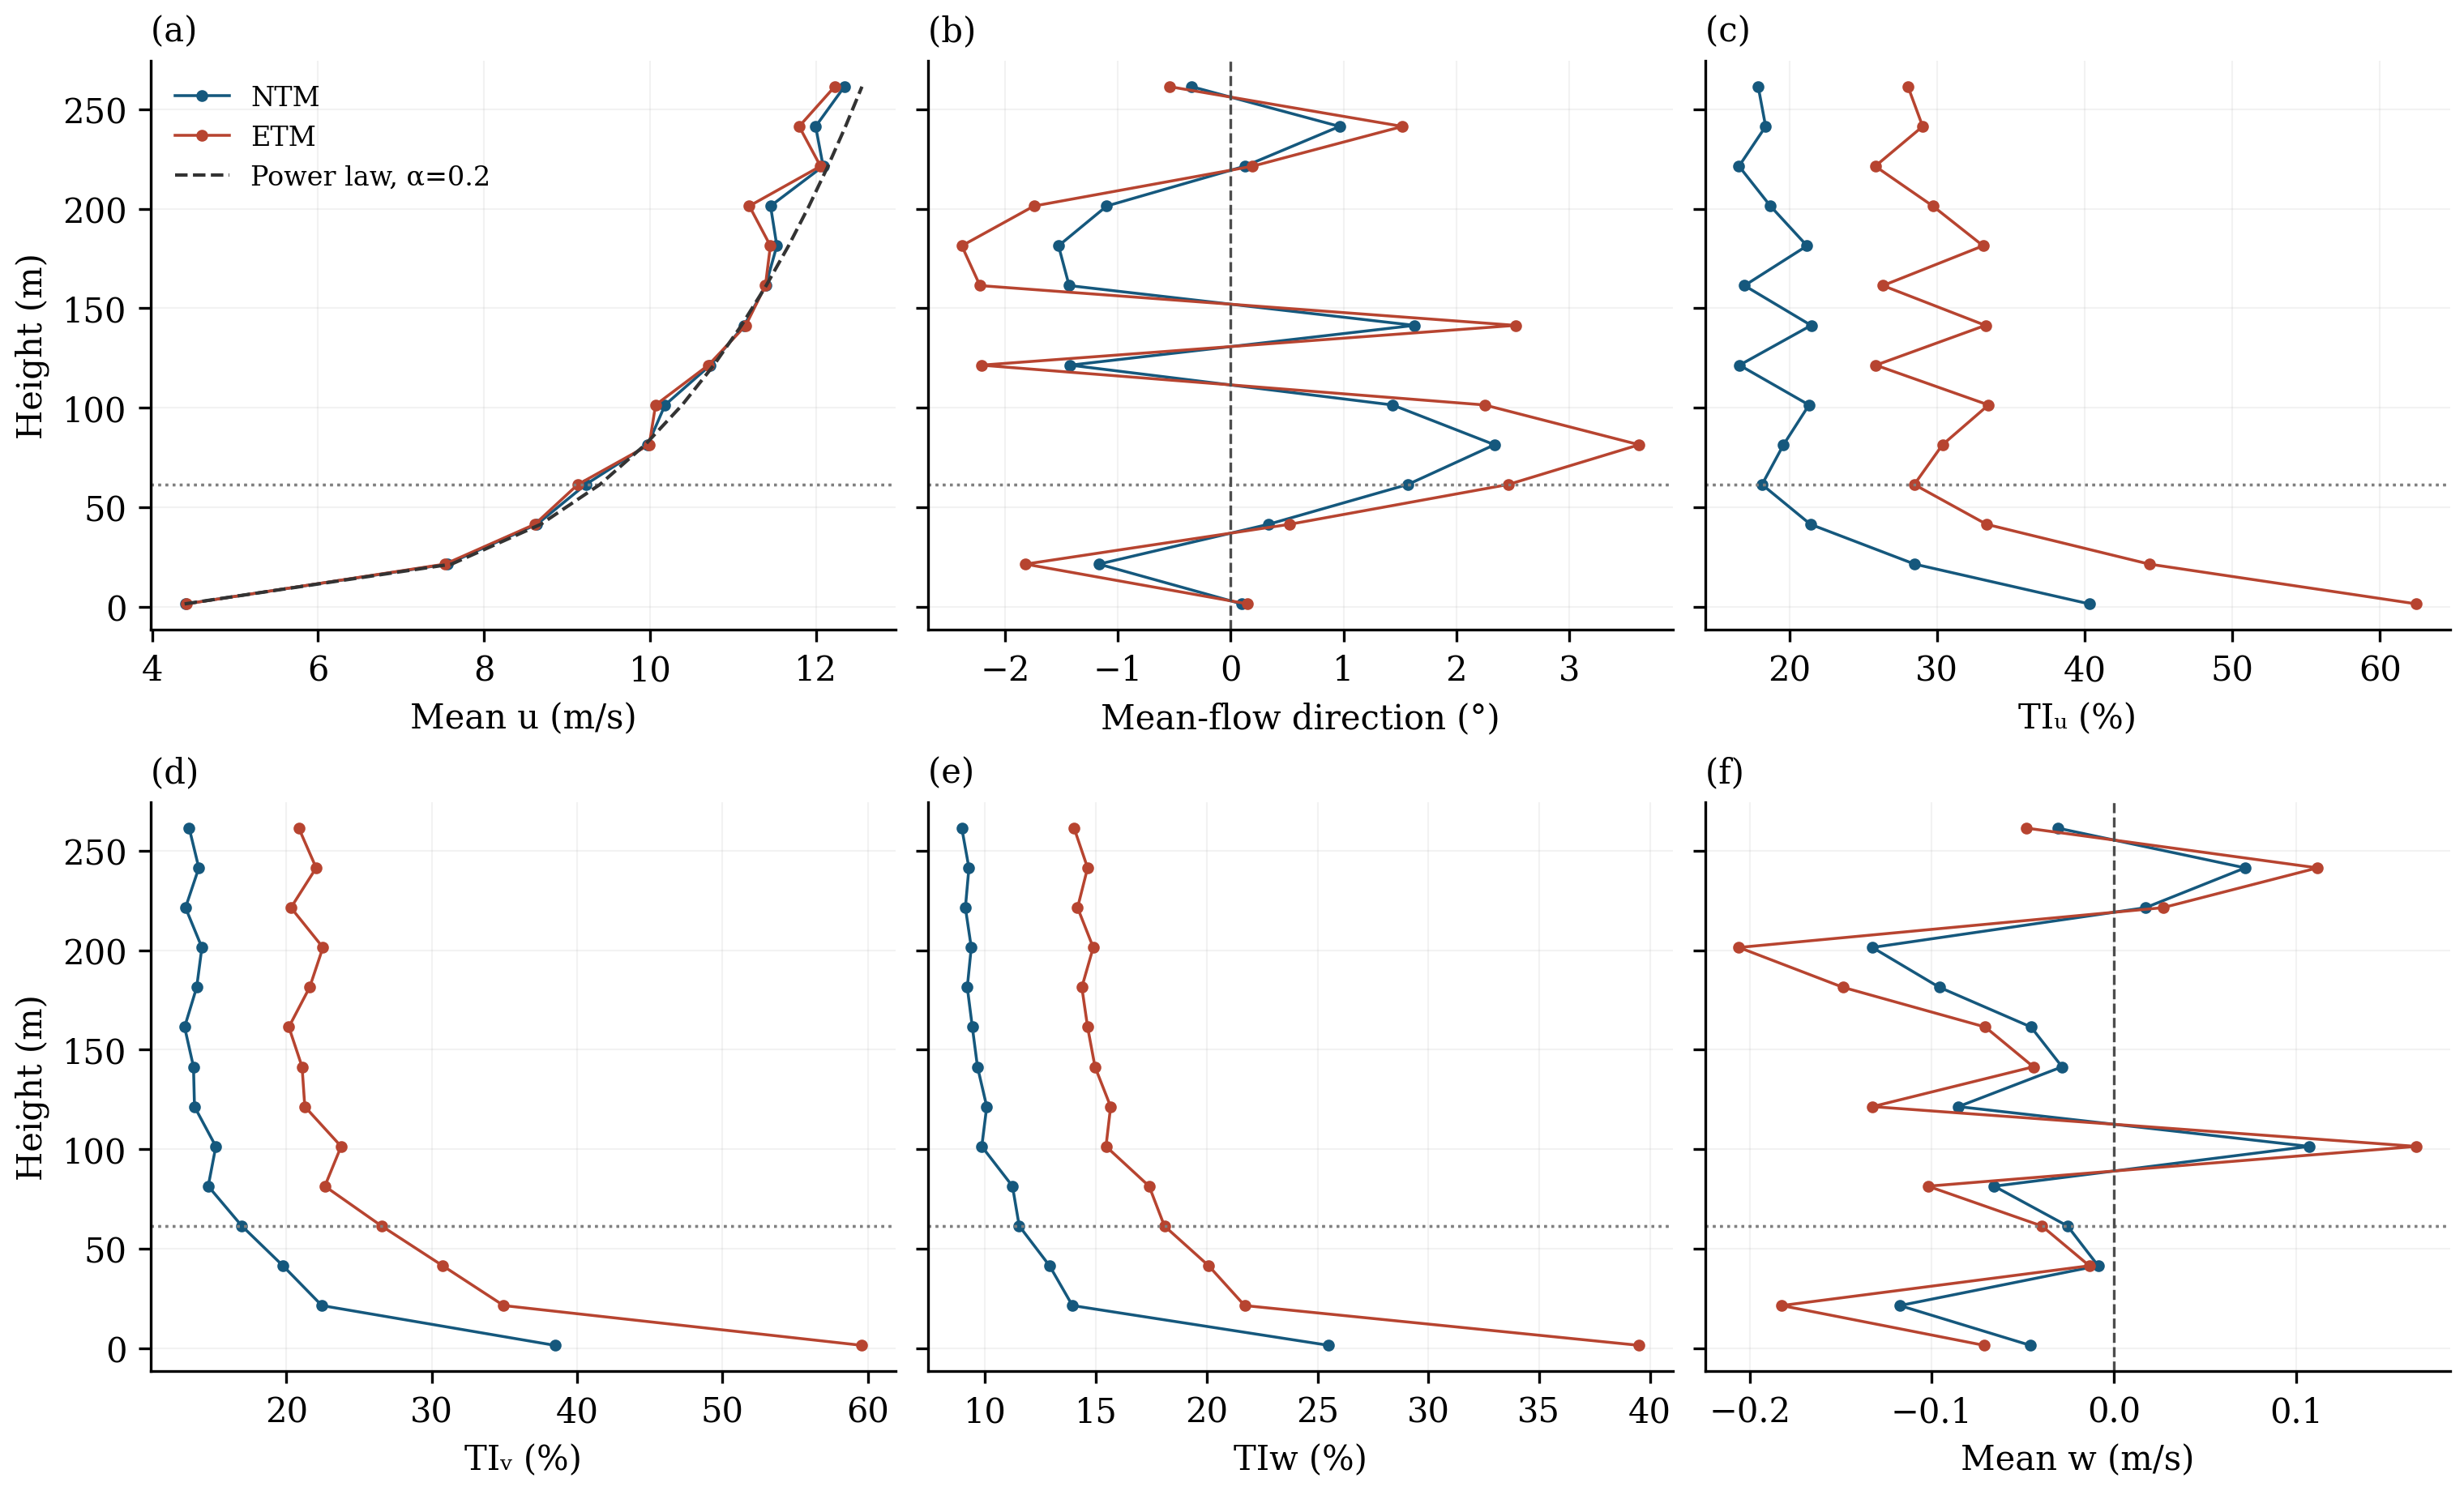 (a)
NTM
ETM
Power law, α=0.2
Height (m)
250
200
150
100
50
0
4 6 8 10 12
Mean u (m/s)
(b)
−2 −1 0 1 2 3
Mean-flow direction (°)
(c)
20 30 40 50 60
TIᵤ (%)
(d)
Height (m)
250
200
150
100
50
0
20 30 40 50 60
TIᵥ (%)
(e)
10 15 20 25 30 35 40
TIw (%)
(f)
−0.2 −0.1 0.0 0.1
Mean w (m/s)